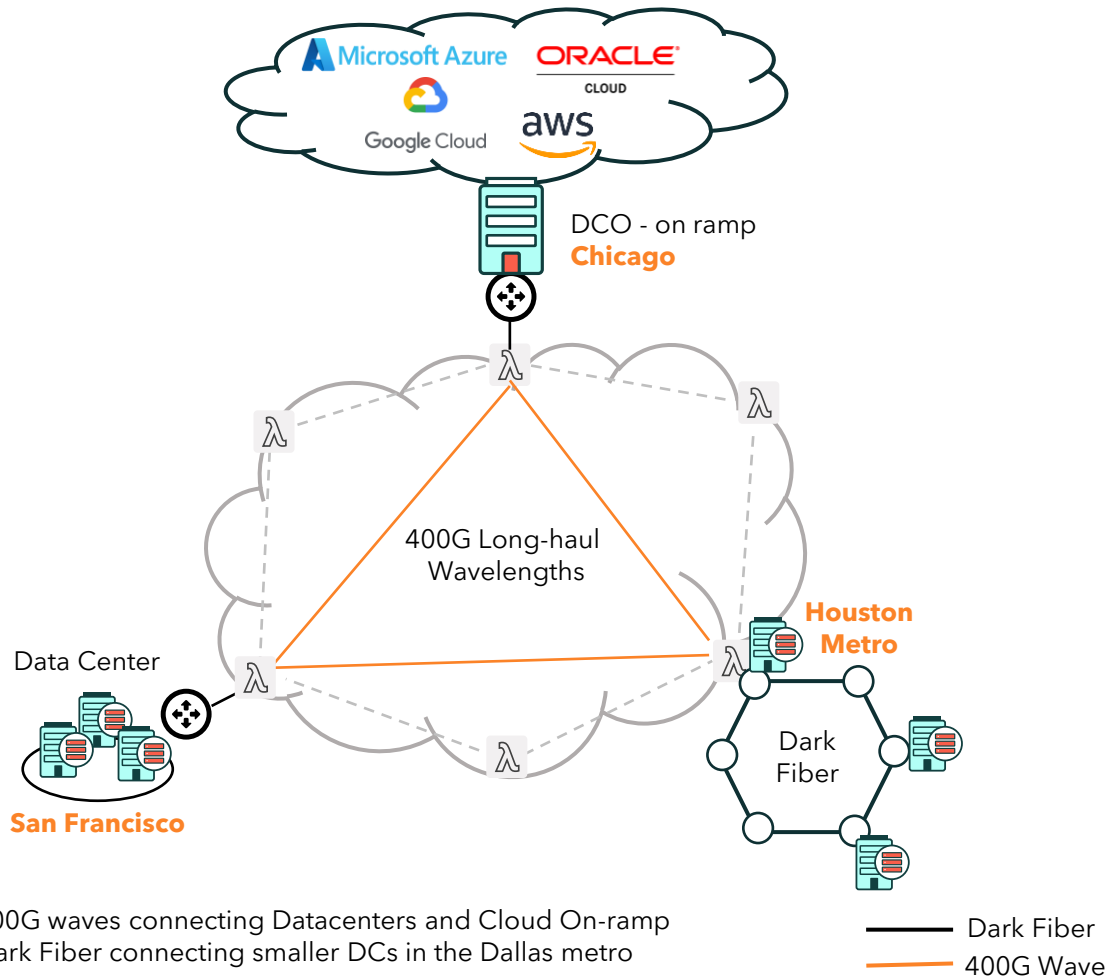 Microsoft Azure
ORACLE®
CLOUD
Google Cloud
aws
DCO - on ramp
Chicago
λ
λ
λ
400G Long-haul
Wavelengths
Houston
Metro
λ
λ
λ
Data Center
San Francisco
Dark
Fiber
00G waves connecting Datacenters and Cloud On-ramp
ark Fiber connecting smaller DCs in the Dallas metro
Dark Fiber
400G Wave